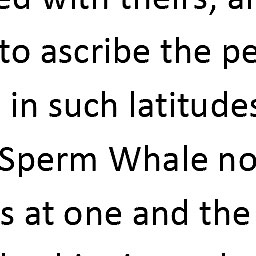 ed with theirs, a
to ascribe the pe
in such latitudes
Sperm Whale no
s at one and the